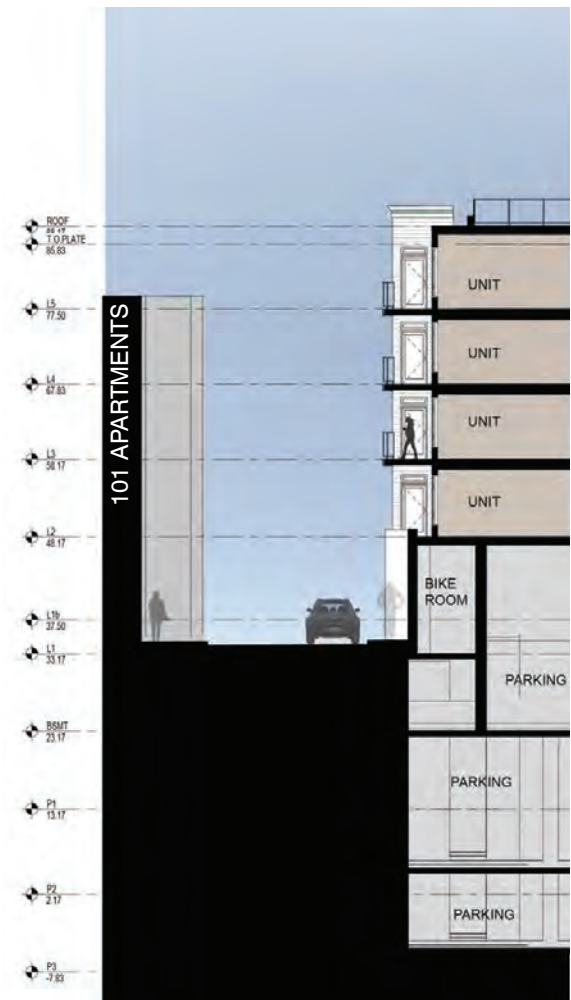 ROOF
T.O.PLATE
85.83
L5
77.50
L4
67.83
L3
58.17
L2
48.17
L1b
37.50
L1
33.17
BSMT
23.17
P1
13.17
P2
2.17
P3
-7.83
101 APARTMENTS
UNIT
UNIT
UNIT
UNIT
BIKE
ROOM
PARKING
PARKING
PARKING